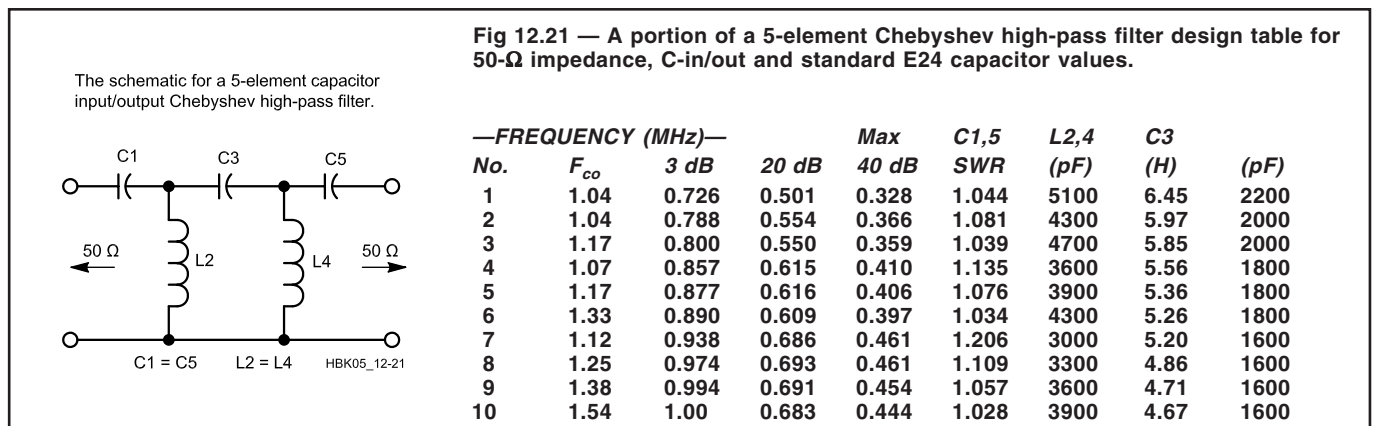 Fig 12.21 — A portion of a 5-element Chebyshev high-pass filter design table for
50-Ω impedance, C-in/out and standard E24 capacitor values.
The schematic for a 5-element capacitor
input/output Chebyshev high-pass filter.
C1 C3 C5
50 Ω L2 L4 50 Ω
C1 = C5 L2 = L4 HBK05_12-21
—FREQUENCY (MHz)— Max C1,5 L2,4 C3
No. Fco 3 dB 20 dB 40 dB SWR (pF) (H) (pF)
1 1.04 0.726 0.501 0.328 1.044 5100 6.45 2200
2 1.04 0.788 0.554 0.366 1.081 4300 5.97 2000
3 1.17 0.800 0.550 0.359 1.039 4700 5.85 2000
4 1.07 0.857 0.615 0.410 1.135 3600 5.56 1800
5 1.17 0.877 0.616 0.406 1.076 3900 5.36 1800
6 1.33 0.890 0.609 0.397 1.034 4300 5.26 1800
7 1.12 0.938 0.686 0.461 1.206 3000 5.20 1600
8 1.25 0.974 0.693 0.461 1.109 3300 4.86 1600
9 1.38 0.994 0.691 0.454 1.057 3600 4.71 1600
10 1.54 1.00 0.683 0.444 1.028 3900 4.67 1600